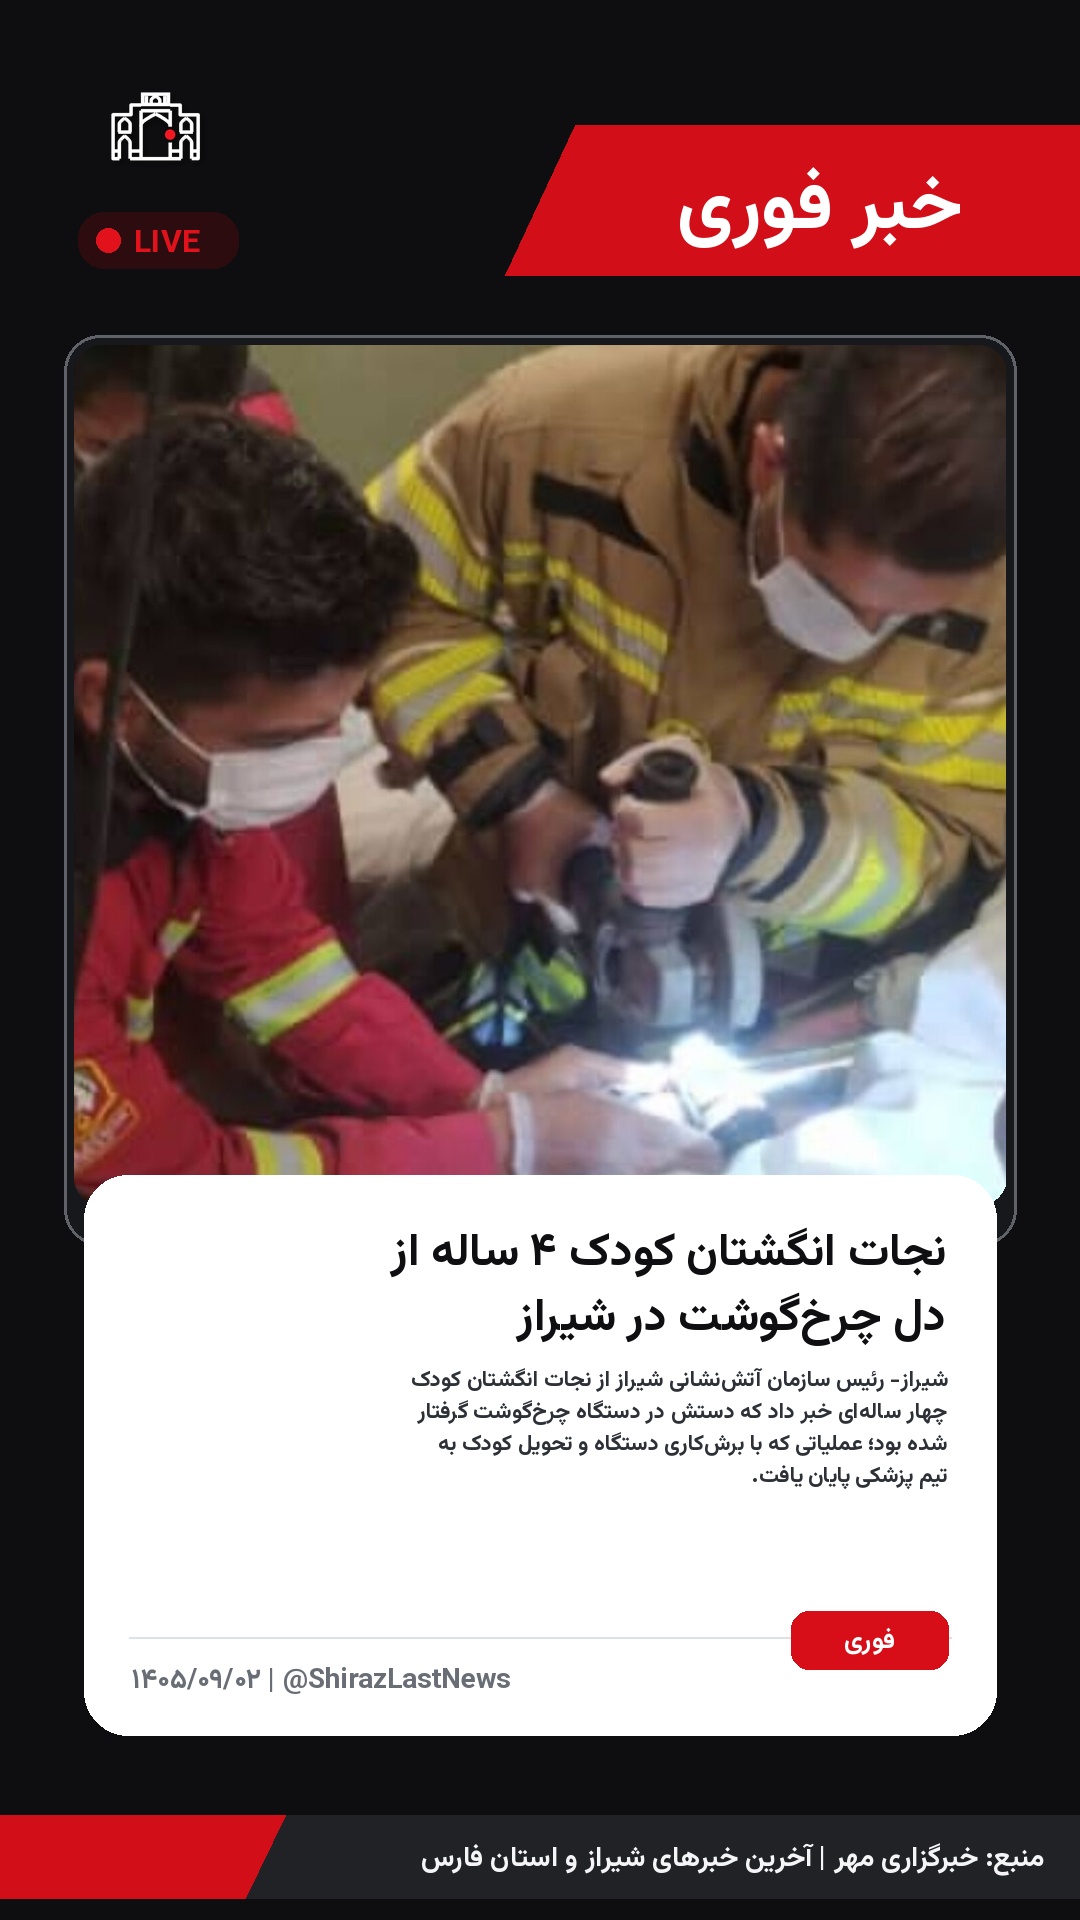 خبر فوری
LIVE
نجات انگشتان کودک ۴ ساله از
دل چرخ‌گوشت در شیراز
شیراز- رئیس سازمان آتش‌نشانی شیراز از نجات انگشتان کودک
چهار ساله‌ای خبر داد که دستش در دستگاه چرخ‌گوشت گرفتار
شده بود؛ عملیاتی که با برش‌کاری دستگاه و تحویل کودک به
تیم پزشکی پایان یافت.
فوری
۱۴۰۵/۰۹/۰۲ | @ShirazLastNews
منبع: خبرگزاری مهر | آخرین خبرهای شیراز و استان فارس